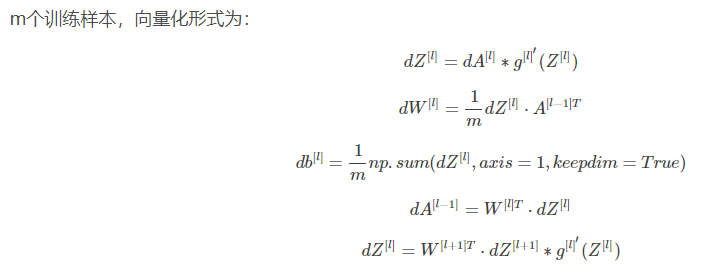 m个训练样本，向量化形式为：
$dZ^{[l]} = dA^{[l]} * g^{[l]'}(Z^{[l]})$
$dW^{[l]} = \frac{1}{m}dZ^{[l]} \cdot A^{[l-1]T}$
$db^{[l]} = \frac{1}{m}np.sum(dZ^{[l]}, axis = 1, keepdim = True)$
$dA^{[l-1]} = W^{[l]T} \cdot dZ^{[l]}$
$dZ^{[l]} = W^{[l+1]T} \cdot dZ^{[l+1]} * g^{[l]'}(Z^{[l]})$